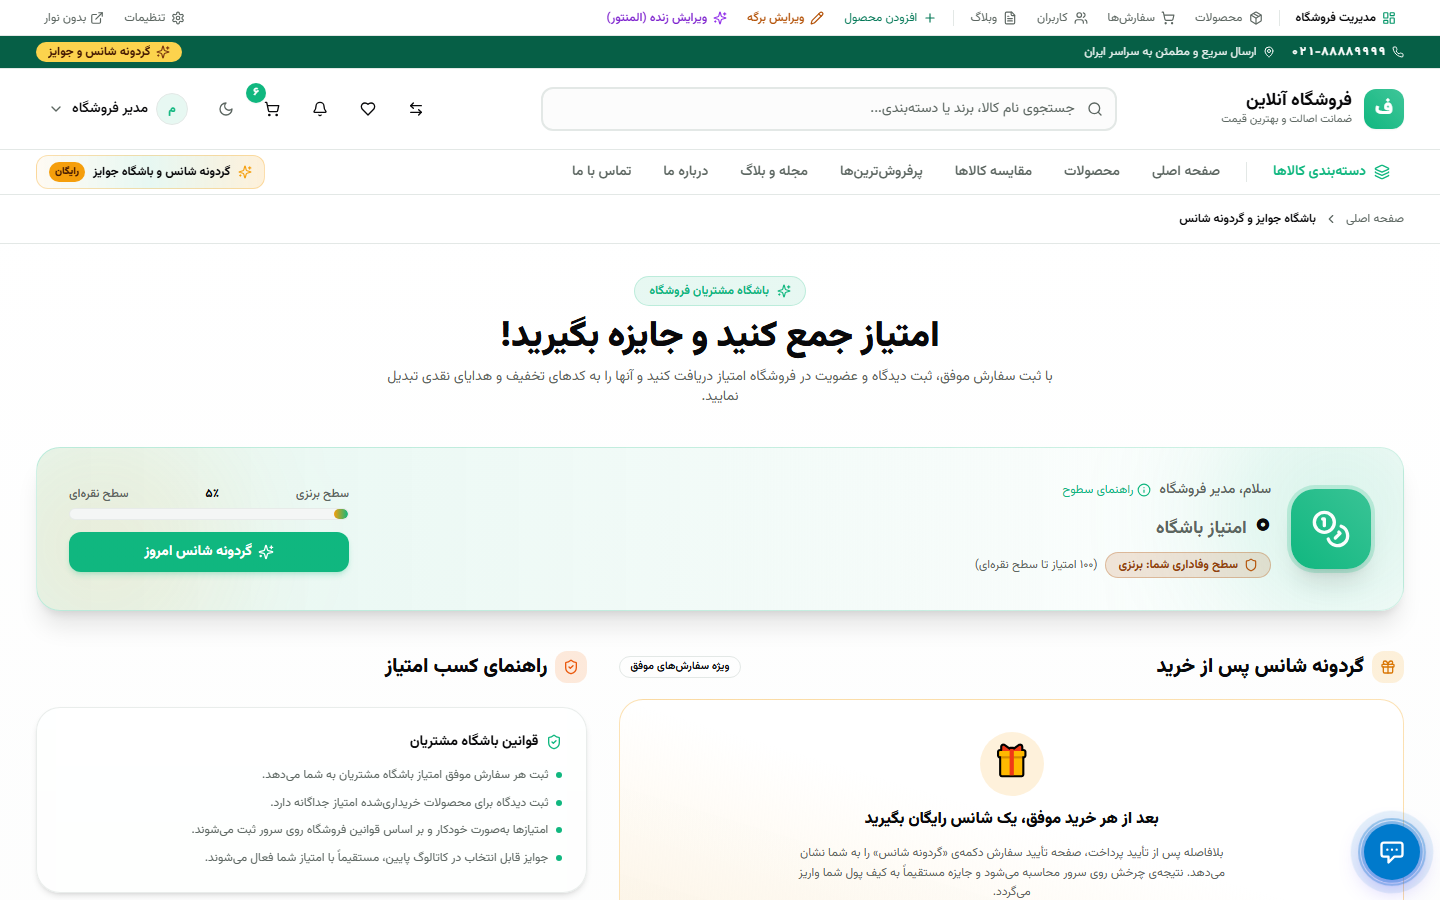 مدیریت فروشگاه
محصولات
سفارش‌ها
کاربران
وبلاگ
افزودن محصول
ویرایش برگه
ویرایش زنده (المنتور)
تنظیمات
بدون نوار
۰۲۱-۸۸۸۸۹۹۹۹
ارسال سریع و مطمئن به سراسر ایران
گردونه شانس و جوایز
ف
فروشگاه آنلاین
ضمانت اصالت و بهترین قیمت
جستجوی نام کالا، برند یا دسته‌بندی...
۶
م
مدیر فروشگاه
دسته‌بندی کالاها
صفحه اصلی
محصولات
مقایسه کالاها
پرفروش‌ترین‌ها
مجله و بلاگ
درباره ما
تماس با ما
گردونه شانس و باشگاه جوایز
رایگان
صفحه اصلی
باشگاه جوایز و گردونه شانس
باشگاه مشتریان فروشگاه
امتیاز جمع کنید و جایزه بگیرید!
با ثبت سفارش موفق، ثبت دیدگاه و عضویت در فروشگاه امتیاز دریافت کنید و آنها را به کدهای تخفیف و هدایای نقدی تبدیل
نمایید.
سلام، مدیر فروشگاه
راهنمای سطوح
۰ امتیاز باشگاه
سطح وفاداری شما: برنزی
(۱۰۰ امتیاز تا سطح نقره‌ای)
سطح برنزی
۵٪
سطح نقره‌ای
گردونه شانس امروز
گردونه شانس پس از خرید
ویژه سفارش‌های موفق
بعد از هر خرید موفق، یک شانس رایگان بگیرید
بلافاصله پس از تأیید پرداخت، صفحه تأیید سفارش دکمه‌ی «گردونه شانس» را به شما نشان
می‌دهد. نتیجه‌ی چرخش روی سرور محاسبه می‌شود و جایزه مستقیماً به کیف پول شما واریز
می‌گردد.
راهنمای کسب امتیاز
قوانین باشگاه مشتریان
ثبت هر سفارش موفق امتیاز باشگاه مشتریان به شما می‌دهد.
ثبت دیدگاه برای محصولات خریداری‌شده امتیاز جداگانه دارد.
امتیازها به‌صورت خودکار و بر اساس قوانین فروشگاه روی سرور ثبت می‌شوند.
جوایز قابل انتخاب در کاتالوگ پایین، مستقیماً با امتیاز شما فعال می‌شوند.